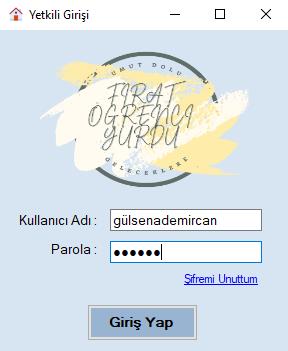 Yetkili Girişi
UMUT DOLU
FIRAT
ÖĞRENCİ
YURDU
GELECEKLERE
Kullanıcı Adı :
gülsenademircan
Parola :
●●●●●●
Şifremi Unuttum
Giriş Yap